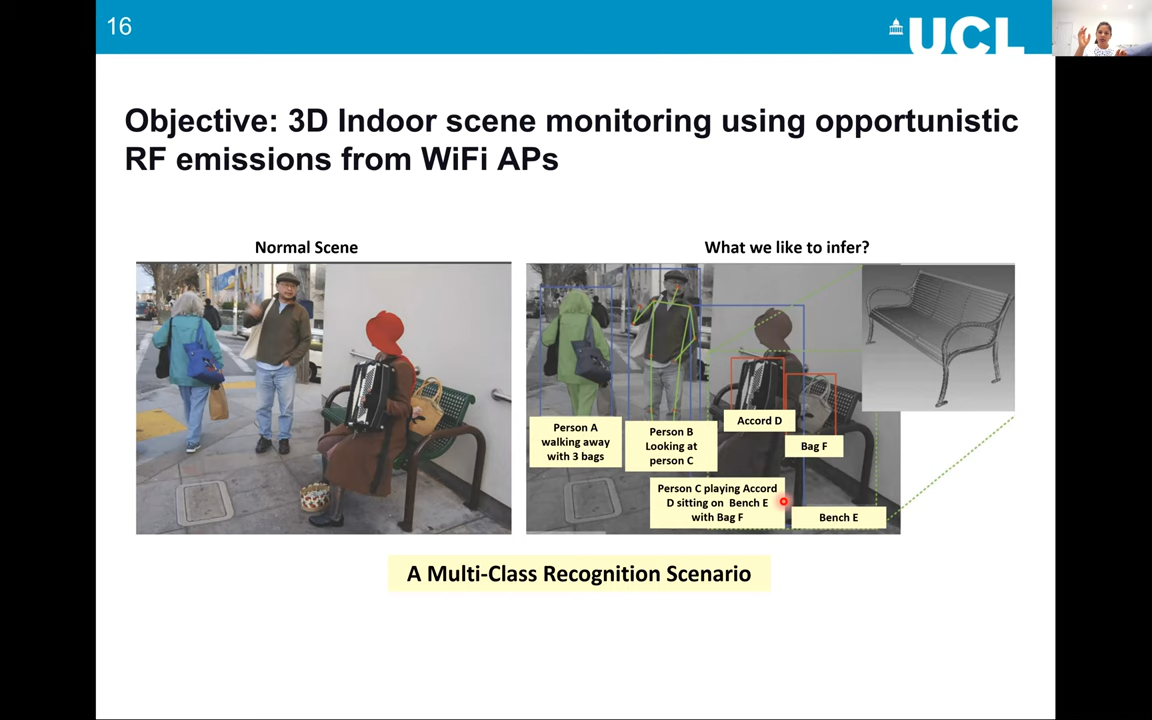 16
UCL
Objective: 3D Indoor scene monitoring using opportunistic
RF emissions from WiFi APs
Normal Scene
What we like to infer?
Person A
walking away
with 3 bags
Person B
Looking at
person C
Accord D
Bag F
Person C playing Accord
D sitting on Bench E
with Bag F
Bench E
A Multi-Class Recognition Scenario